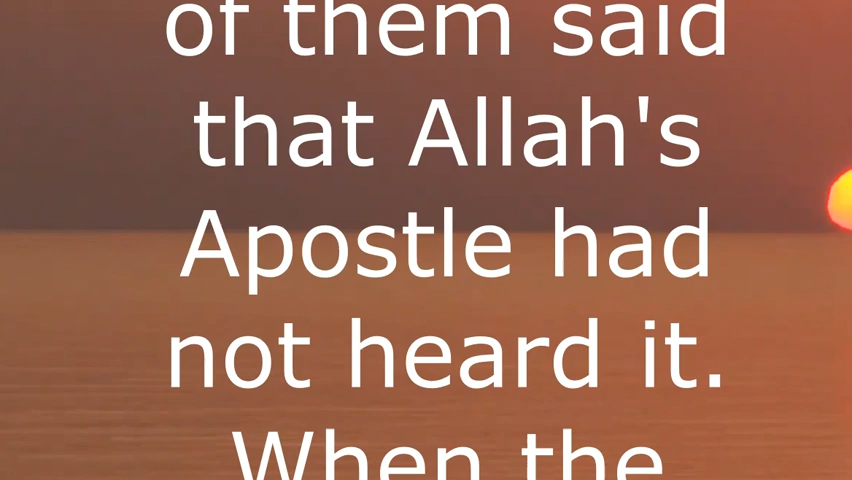 of them said
that Allah's
Apostle had
not heard it.
When the